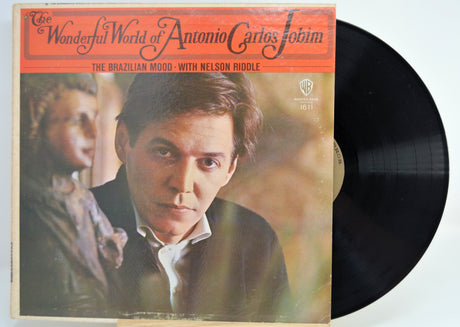 The Wonderful World of Antonio Carlos Jobim
THE BRAZILIAN MOOD · WITH NELSON RIDDLE
WB
1611